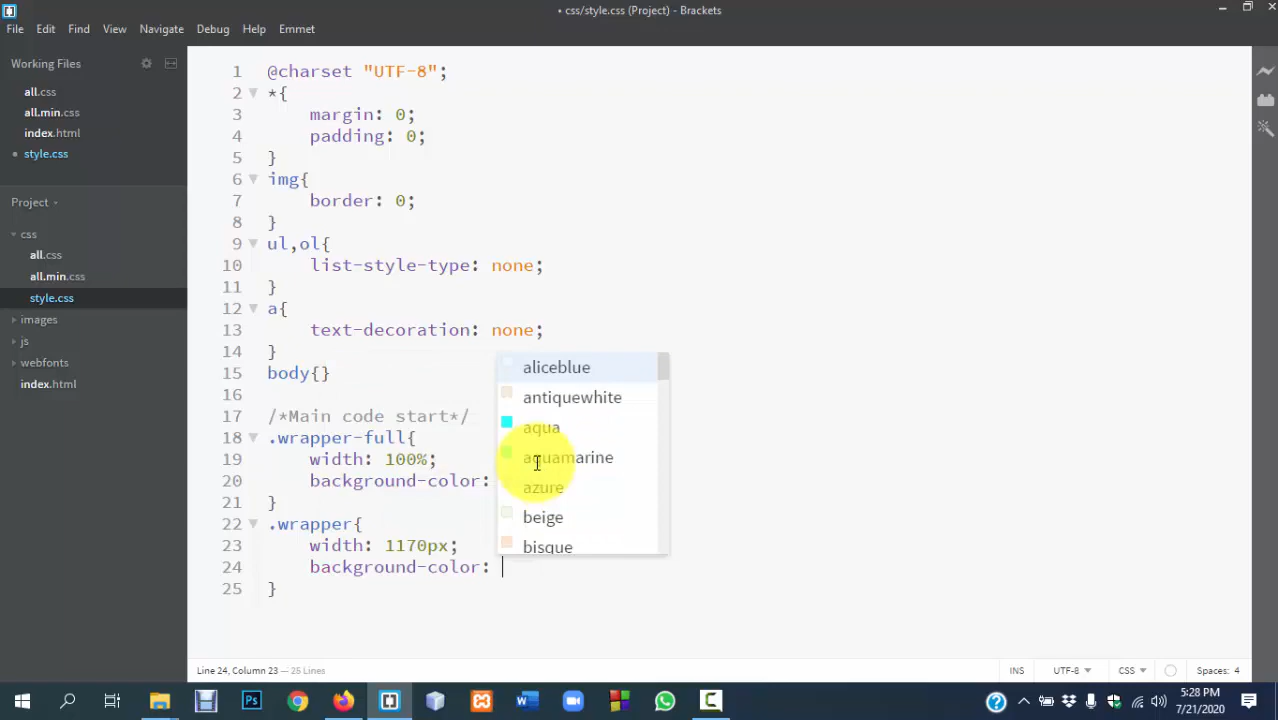 • css/style.css (Project) - Brackets
File Edit Find View Navigate Debug Help Emmet
Working Files
all.css
all.min.css
index.html
• style.css
Project
css
all.css
all.min.css
style.css
images
js
webfonts
index.html
1 @charset "UTF-8";
2 *{
3 margin: 0;
4 padding: 0;
5 }
6 img{
7 border: 0;
8 }
9 ul,ol{
10 list-style-type: none;
11 }
12 a{
13 text-decoration: none;
14 }
15 body{}
16
17 /*Main code start*/
18 .wrapper-full{
19 width: 100%;
20 background-color:
21 }
22 .wrapper{
23 width: 1170px;
24 background-color:
25 }
aliceblue
antiquewhite
aqua
aquamarine
azure
beige
bisque
Line 24, Column 23 — 25 Lines
INS UTF-8 CSS Spaces: 4
5:28 PM
7/21/2020